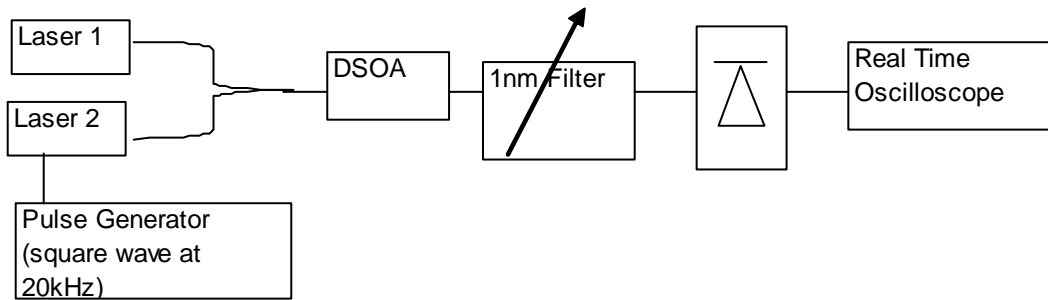 Laser 1
Laser 2
Pulse Generator
(square wave at
20kHz)
DSOA
1nm Filter
Real Time
Oscilloscope